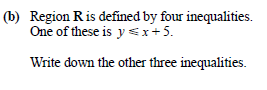 (b) Region R is defined by four inequalities.
One of these is y ⩽ x + 5.
Write down the other three inequalities.